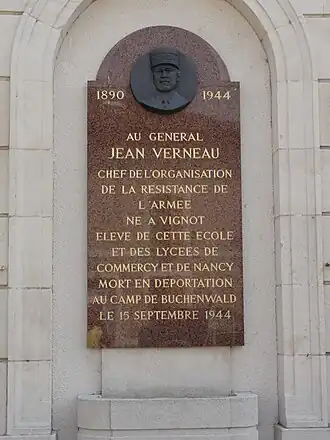 1890 1944
AU GENERAL
JEAN VERNEAU
CHEF DE L'ORGANISATION
DE LA RESISTANCE DE
L'ARMEE
NE A VIGNOT
ELEVE DE CETTE ECOLE
ET DES LYCEES DE
COMMERCY ET DE NANCY
MORT EN DEPORTATION
AU CAMP DE BUCHENWALD
LE 15 SEPTEMBRE 1944